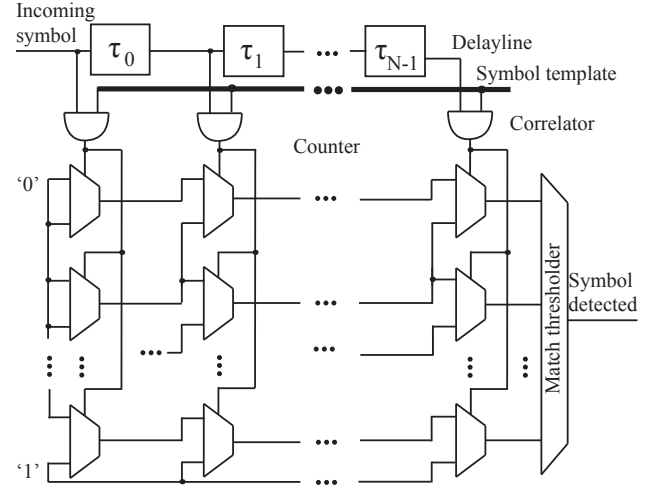 Incoming
symbol
τ0
τ1
...
τN-1
Delayline
Symbol template
...
Correlator
Counter
'0'
...
...
Match thresholder
Symbol
detected
...
...
...
...
...
...
...
...
'1'
...